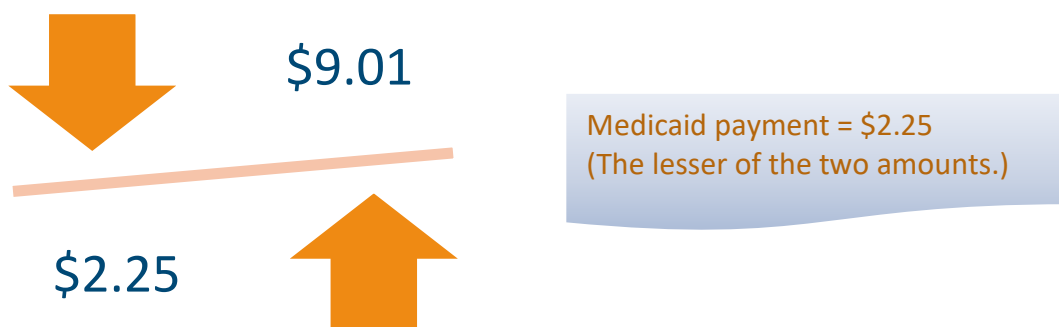 $9.01
Medicaid payment = $2.25
(The lesser of the two amounts.)
$2.25